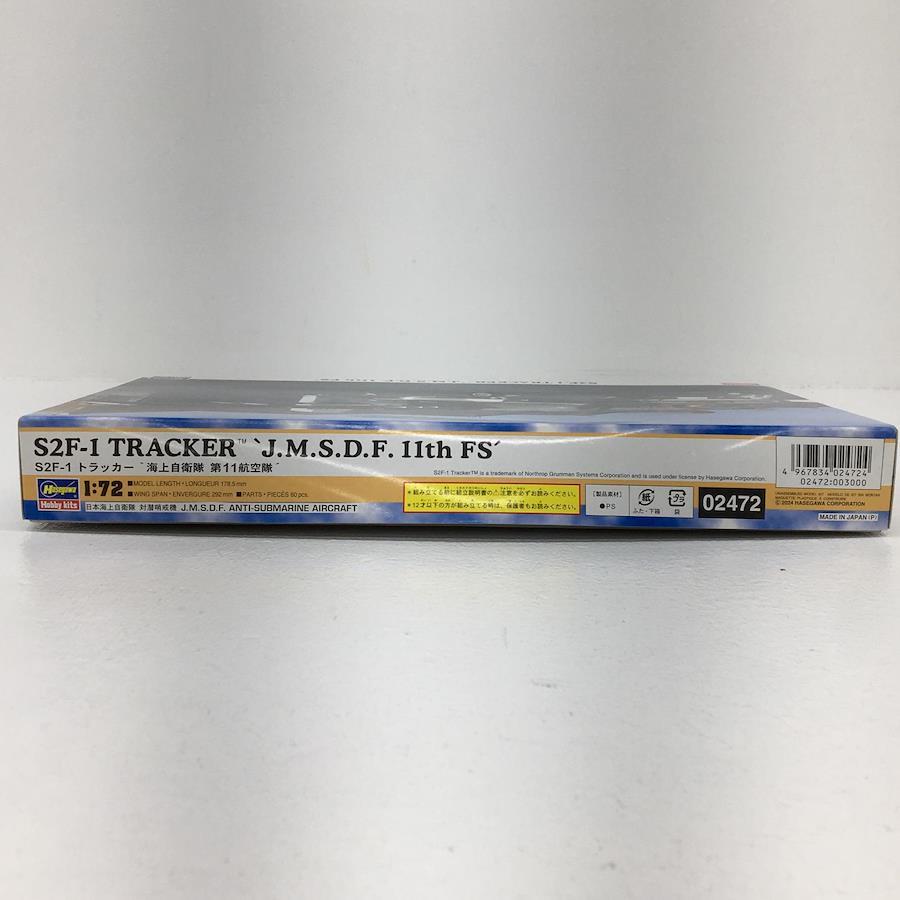 S2F-1 TRACKER™ `J.M.S.D.F. 11th FS´
S2F-1 トラッカー ˝海上自衛隊 第11航空隊˝
S2F-1 Tracker™ is a trademark of Northrop Grumman Systems Corporation and is used under license by Hasegawa Corporation.
Hasegawa
Hobby kits
1:72
■MODEL LENGTH・LONGUEUR 178.5 mm
■WING SPAN・ENVERGURE 292 mm ■PARTS・PIÈCES 80 pcs.
日本海上自衛隊 対潜哨戒機 J.M.S.D.F. ANTI-SUBMARINE AIRCRAFT
★組み立てる前に組立説明書のご注意を必ずお読みください。
★12才以下の方が組み立てる時は、保護者もお読みください。
[製品素材]
●PS
紙
ふた・下箱
プラ
袋
02472
4 967834 024724
02472:003000
© 2024 HASEGAWA CORPORATION
MADE IN JAPAN (P)